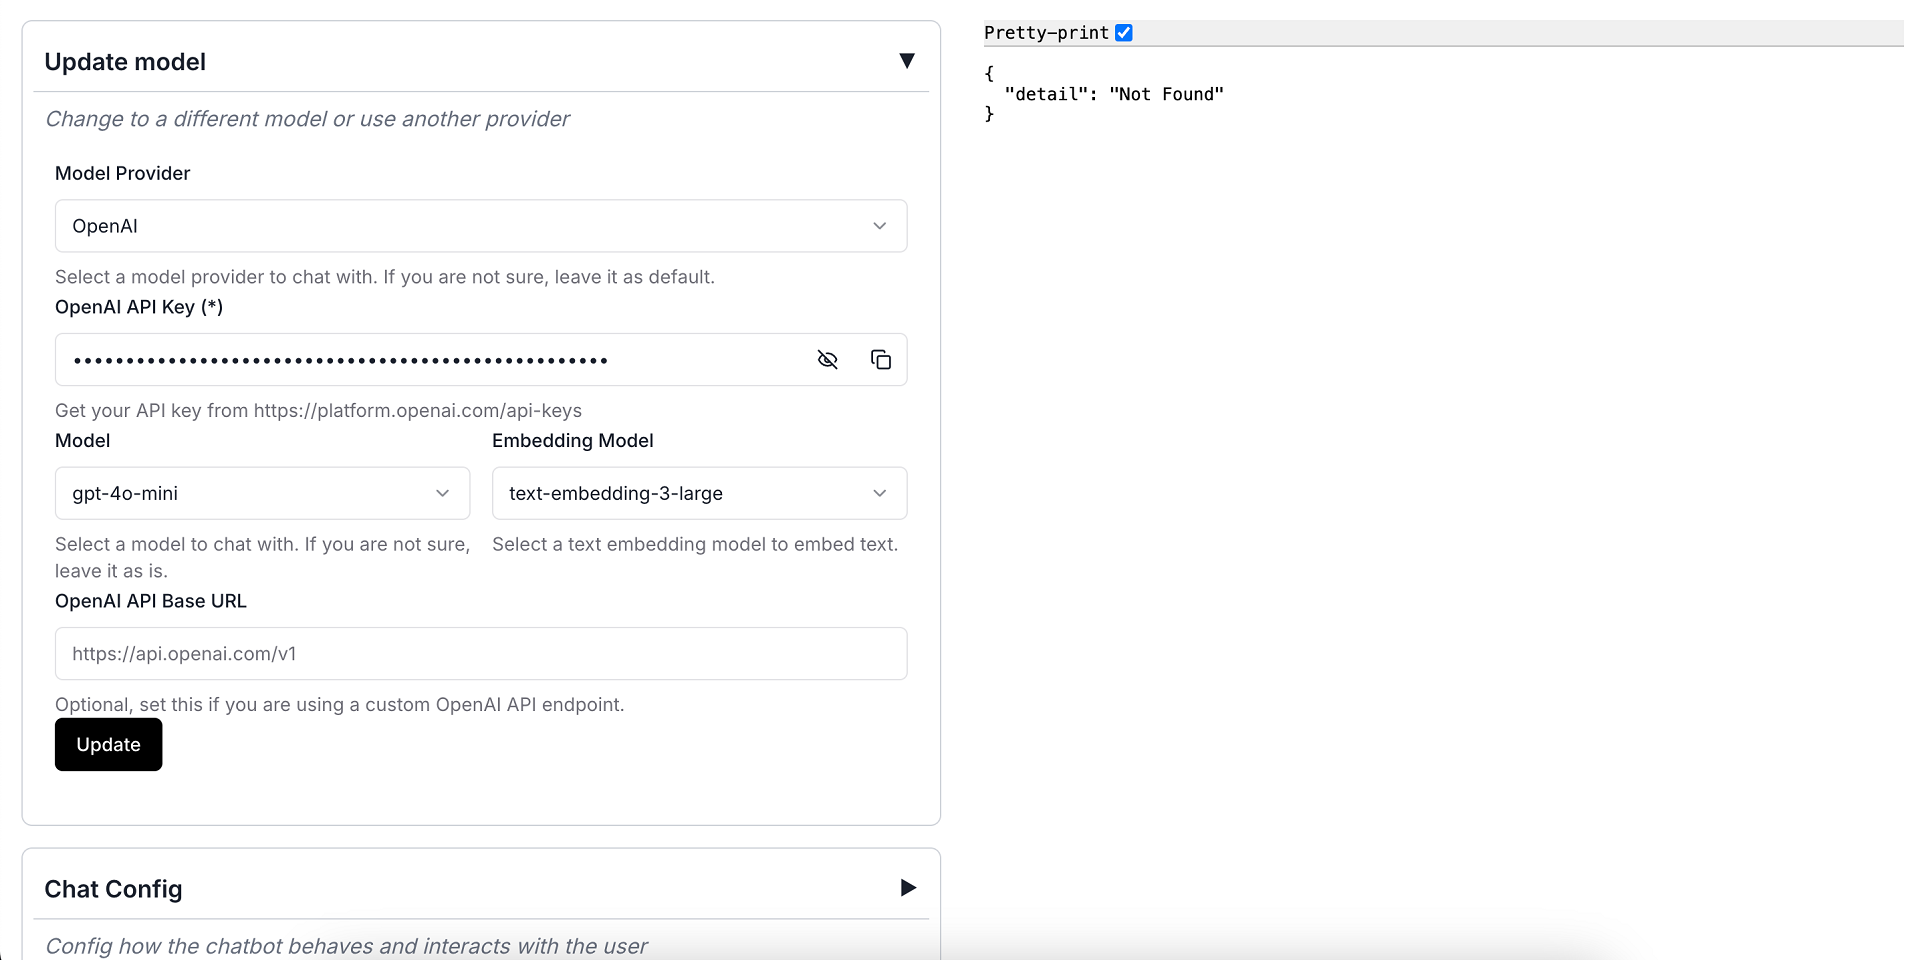 Update model
Change to a different model or use another provider
Model Provider
OpenAI
Select a model provider to chat with. If you are not sure, leave it as default.
OpenAI API Key (*)
•••••••••••••••••••••••••••••••••••••••••••••••••••
Get your API key from https://platform.openai.com/api-keys
Model
gpt-4o-mini
Select a model to chat with. If you are not sure,
leave it as is.
Embedding Model
text-embedding-3-large
Select a text embedding model to embed text.
OpenAI API Base URL
https://api.openai.com/v1
Optional, set this if you are using a custom OpenAI API endpoint.
Update
Chat Config
Config how the chatbot behaves and interacts with the user
Pretty-print
{
"detail": "Not Found"
}